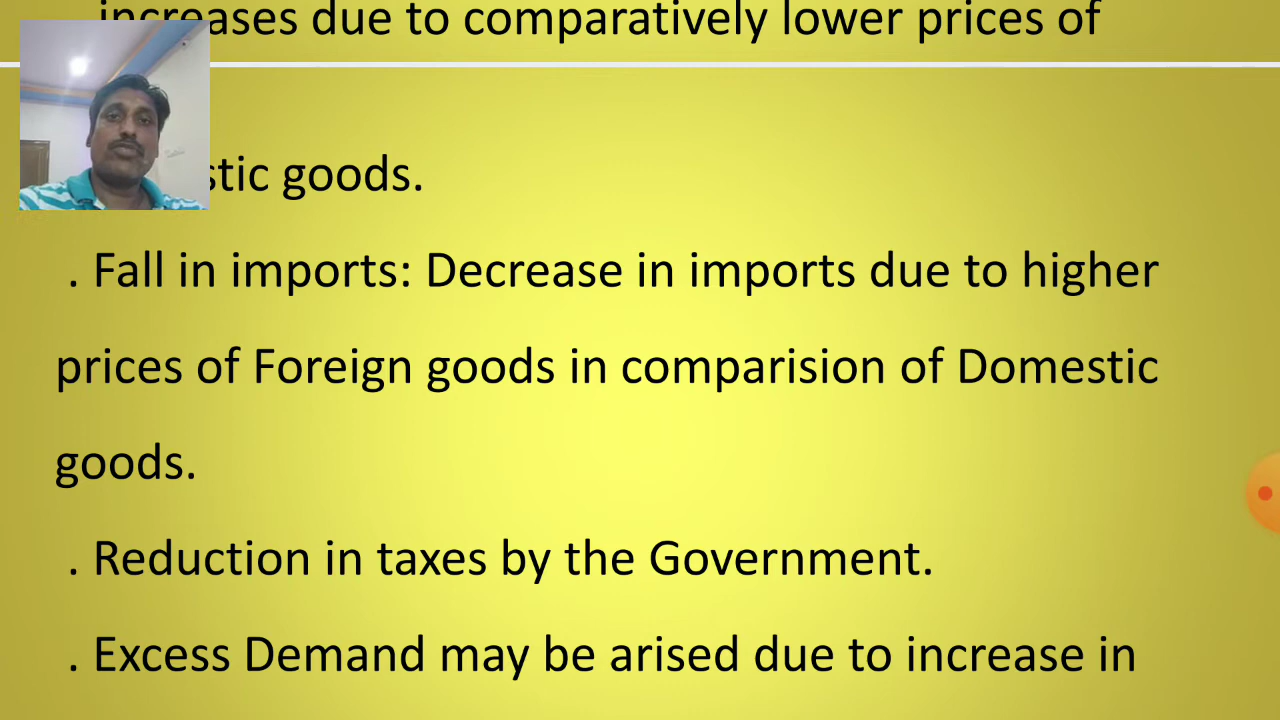 increases due to comparatively lower prices of
goods.
. Fall in imports: Decrease in imports due to higher
prices of Foreign goods in comparision of Domestic
goods.
. Reduction in taxes by the Government.
. Excess Demand may be arised due to increase in